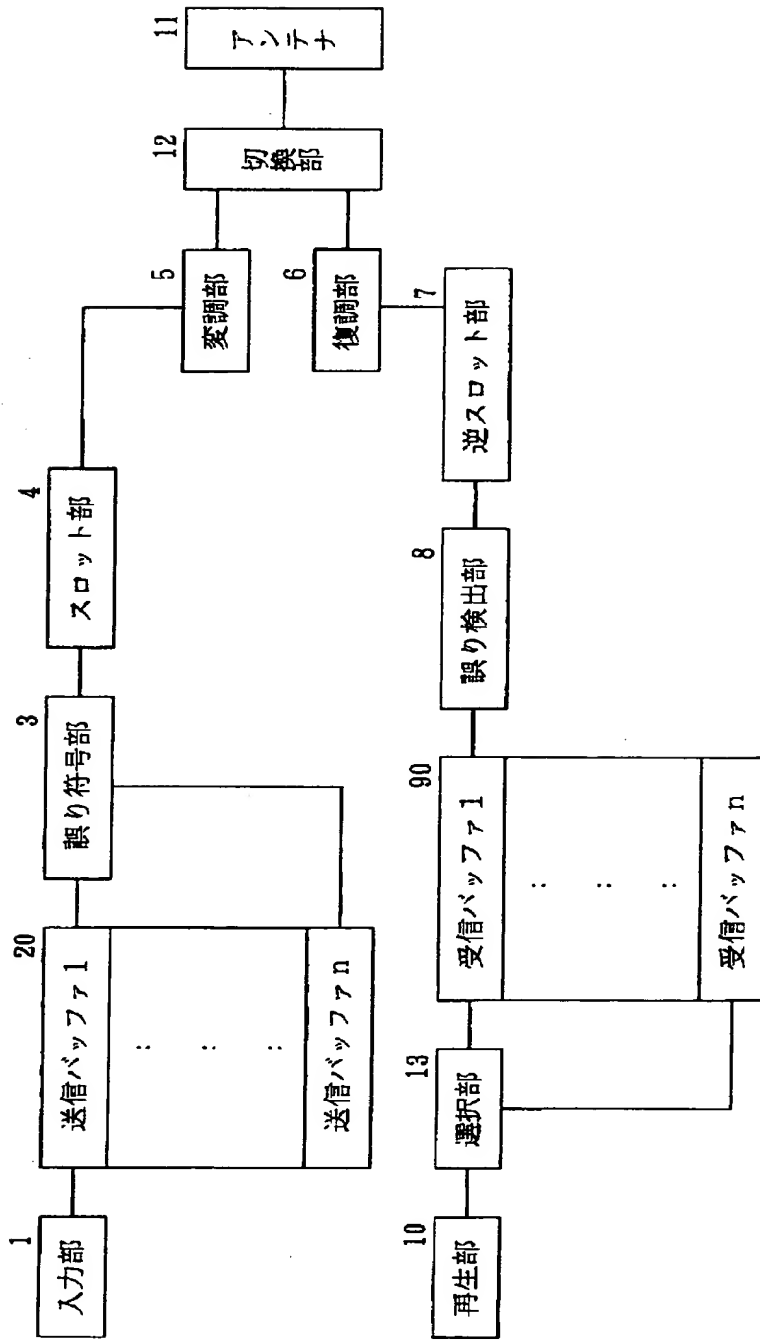 1
入力部
20
送信バッファ1
:
:
:
送信バッファn
3
誤り符号部
4
スロット部
5
変調部
12
切換部
11
アンテナ
6
復調部
7
逆スロット部
8
誤り検出部
90
受信バッファ1
:
:
:
受信バッファn
13
選択部
10
再生部